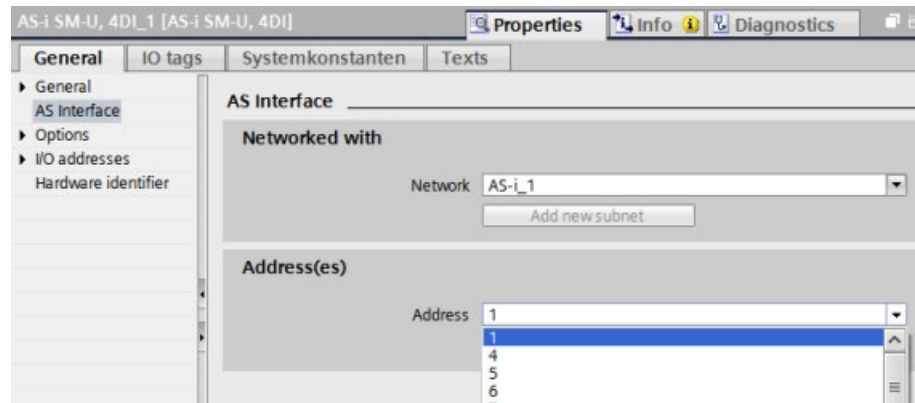 AS-i SM-U, 4DI_1 [AS-i SM-U, 4DI]
Properties
Info
Diagnostics
General
IO tags
Systemkonstanten
Texts
General
AS Interface
Options
I/O addresses
Hardware identifier
AS Interface
Networked with
Network AS-i_1
Add new subnet
Address(es)
Address 1
1
4
5
6